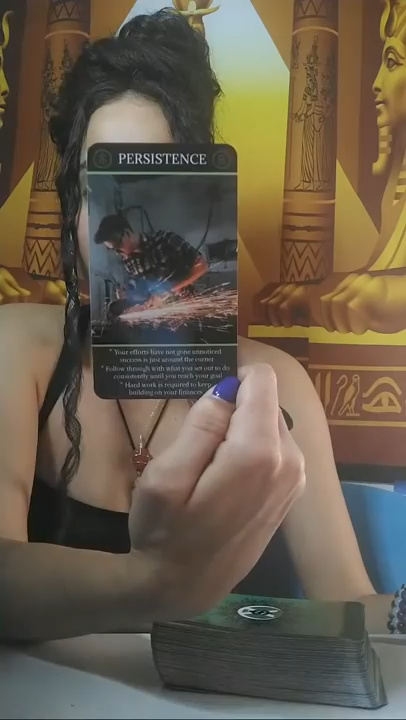 PERSISTENCE
" Your efforts have not gone unnoticed
success is just around the corner
" Follow through with what you set out to do
consistently until you reach your goal
" Hard work is required to keep
building on your finances